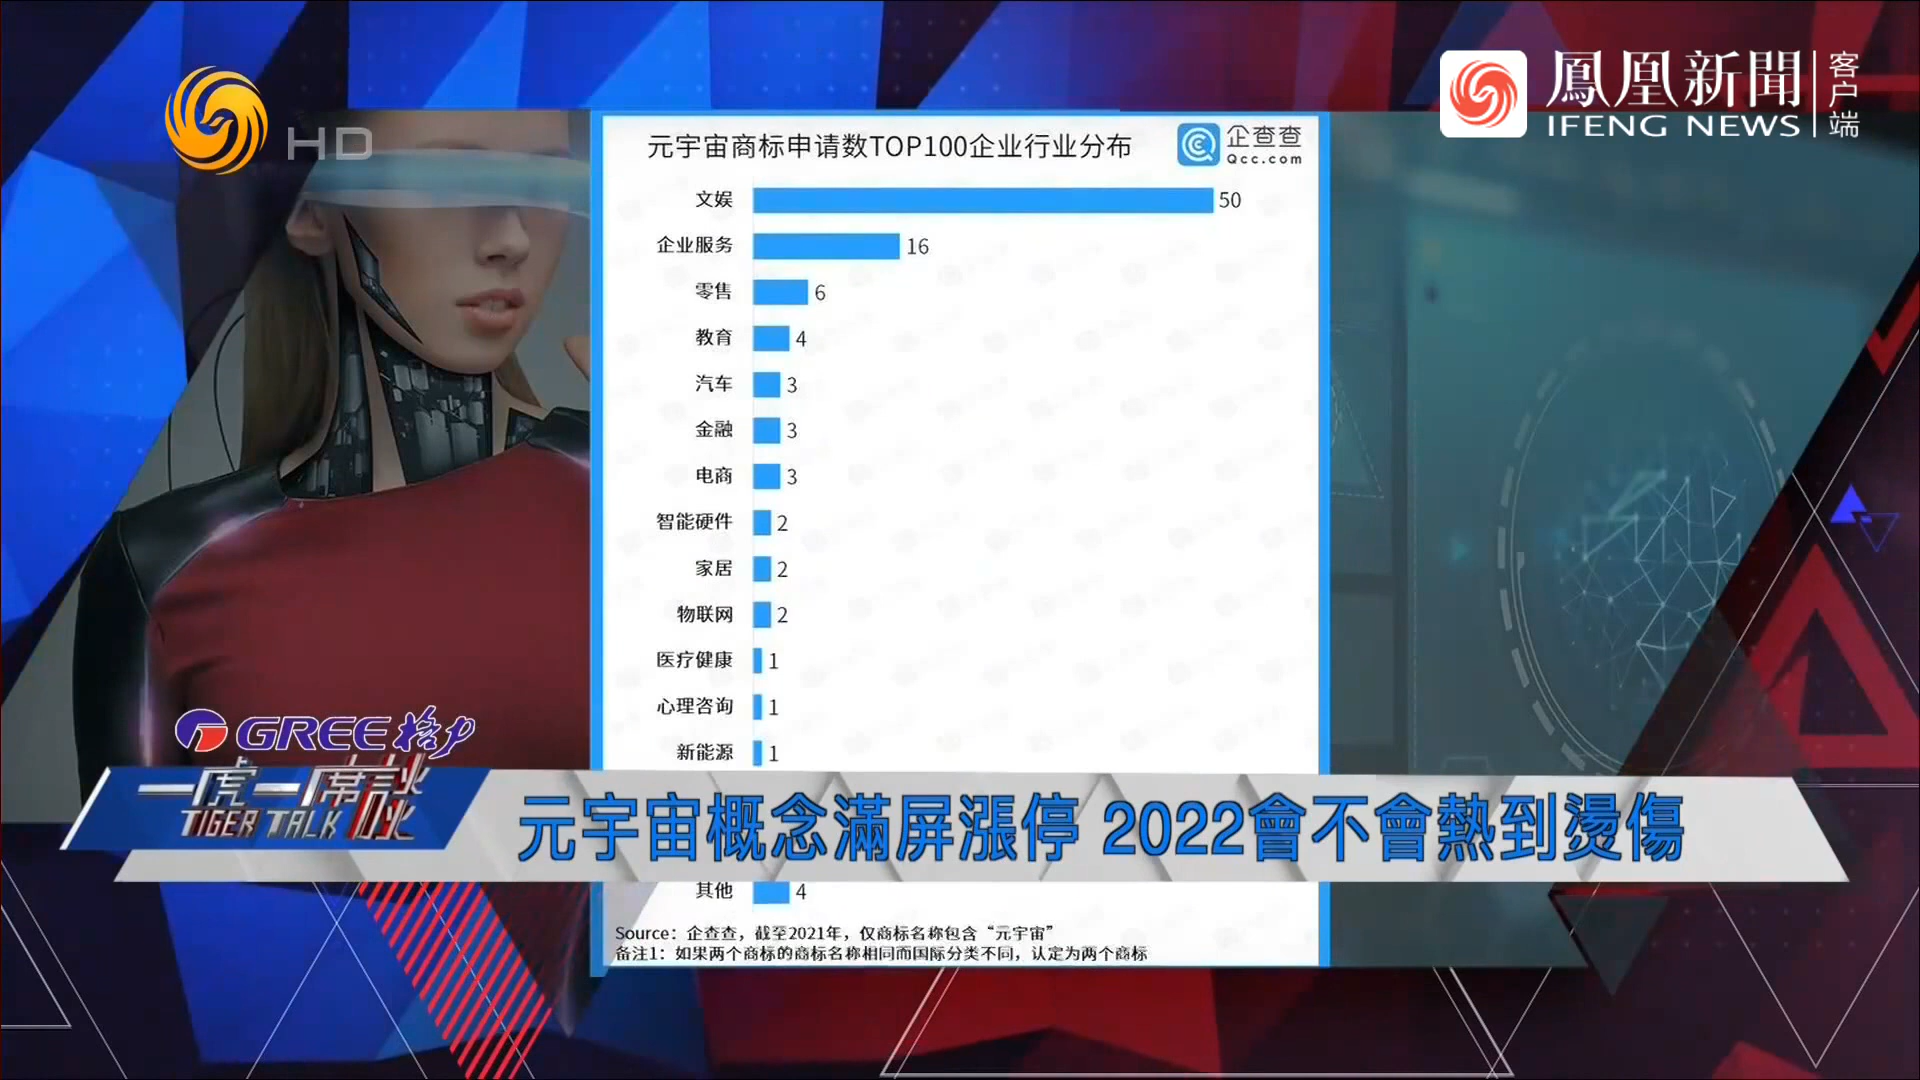 HD
鳳凰新聞 客户端
IFENG NEWS
元宇宙商标申请数TOP100企业行业分布
企查查
Qcc.com
文娱 50
企业服务 16
零售 6
教育 4
汽车 3
金融 3
电商 3
智能硬件 2
家居 2
物联网 2
医疗健康 1
心理咨询 1
新能源 1
GREE格力
一虎一席談
TIGER TALK
元宇宙概念滿屏漲停 2022會不會熱到燙傷
其他 4
Source：企查查，截至2021年，仅商标名称包含“元宇宙”
备注1：如果两个商标的商标名称相同而国际分类不同，认定为两个商标